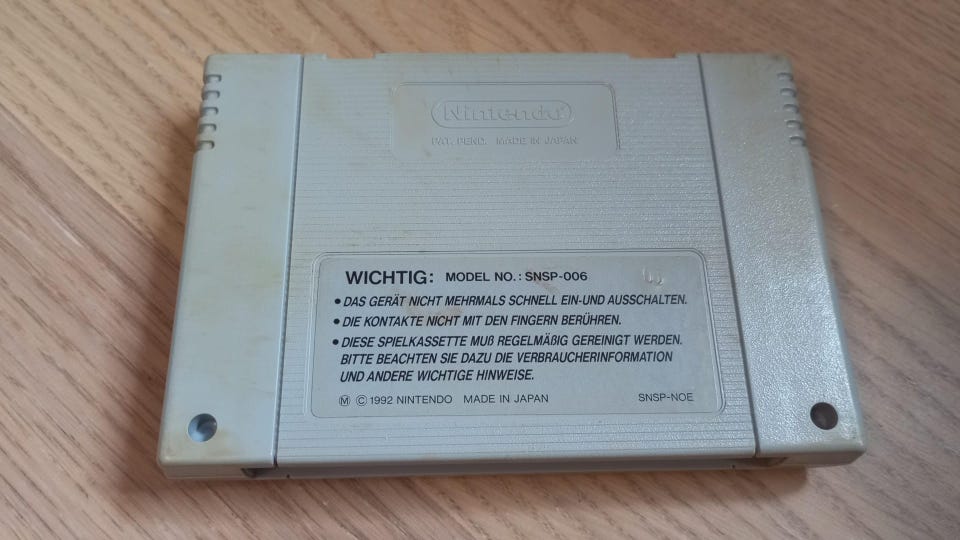 Nintendo
PAT. PEND. MADE IN JAPAN
WICHTIG: MODEL NO.: SNSP-006
• DAS GERÄT NICHT MEHRMALS SCHNELL EIN-UND AUSSCHALTEN.
• DIE KONTAKTE NICHT MIT DEN FINGERN BERÜHREN.
• DIESE SPIELKASSETTE MUß REGELMÄßIG GEREINIGT WERDEN.
BITTE BEACHTEN SIE DAZU DIE VERBRAUCHERINFORMATION
UND ANDERE WICHTIGE HINWEISE.
Ⓜ © 1992 NINTENDO MADE IN JAPAN SNSP-NOE